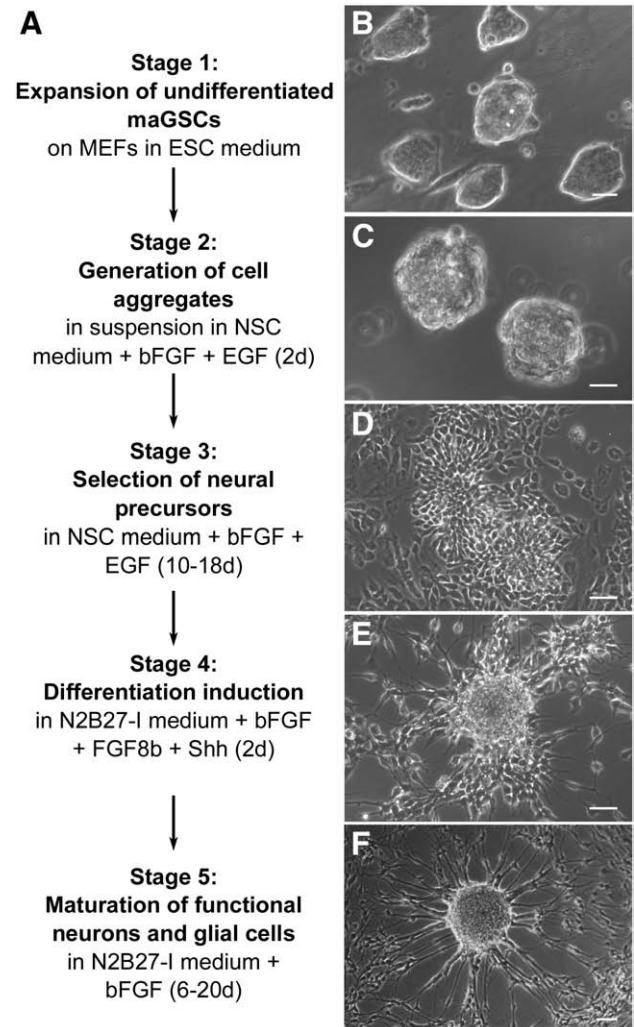 A
Stage 1:
Expansion of undifferentiated
maGSCs
on MEFs in ESC medium
Stage 2:
Generation of cell
aggregates
in suspension in NSC
medium + bFGF + EGF (2d)
Stage 3:
Selection of neural
precursors
in NSC medium + bFGF +
EGF (10-18d)
Stage 4:
Differentiation induction
in N2B27-I medium + bFGF
+ FGF8b + Shh (2d)
Stage 5:
Maturation of functional
neurons and glial cells
in N2B27-I medium +
bFGF (6-20d)
B
C
D
E
F